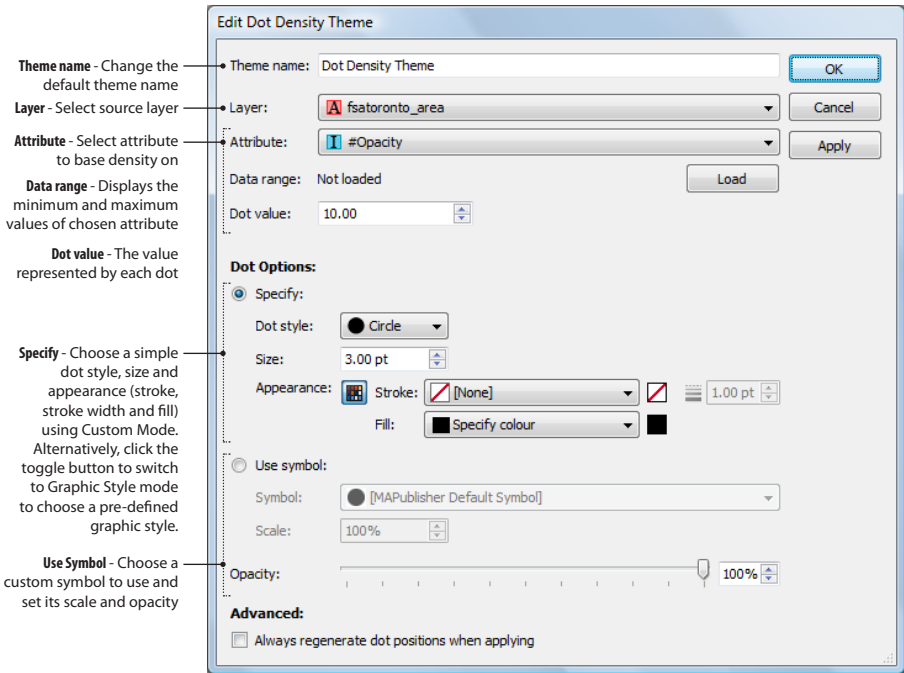 Edit Dot Density Theme
Theme name - Change the
default theme name
Layer - Select source layer
Attribute - Select attribute
to base density on
Data range - Displays the
minimum and maximum
values of chosen attribute
Dot value - The value
represented by each dot
Specify - Choose a simple
dot style, size and
appearance (stroke,
stroke width and fill)
using Custom Mode.
Alternatively, click the
toggle button to switch
to Graphic Style mode
to choose a pre-defined
graphic style.
Use Symbol - Choose a
custom symbol to use and
set its scale and opacity
Theme name: Dot Density Theme
OK
Layer: A fsatoronto_area
Cancel
Attribute: I #Opacity
Apply
Data range: Not loaded Load
Dot value: 10.00
Dot Options:
Specify:
Dot style: Circle
Size: 3.00 pt
Appearance: Stroke: [None] 1.00 pt
Fill: Specify colour
Use symbol:
Symbol: [MAPublisher Default Symbol]
Scale: 100%
Opacity: 100%
Advanced:
Always regenerate dot positions when applying